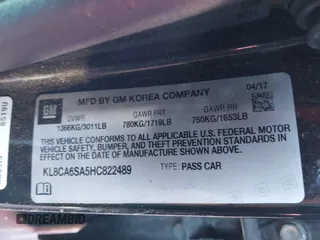 GM
MFD BY GM KOREA COMPANY
04/17
GVWR GAWR FRT GAWR RR
1366KG/3011LB 780KG/1719LB 750KG/1653LB
THIS VEHICLE CONFORMS TO ALL APPLICABLE U.S. FEDERAL MOTOR
VEHICLE SAFETY, BUMPER, AND THEFT PREVENTION STANDARDS IN
EFFECT ON THE DATE OF MANUFACTURE SHOWN ABOVE.
KL8CA6SA5HC822489 TYPE: PASS CAR
8519U
DREAMBID